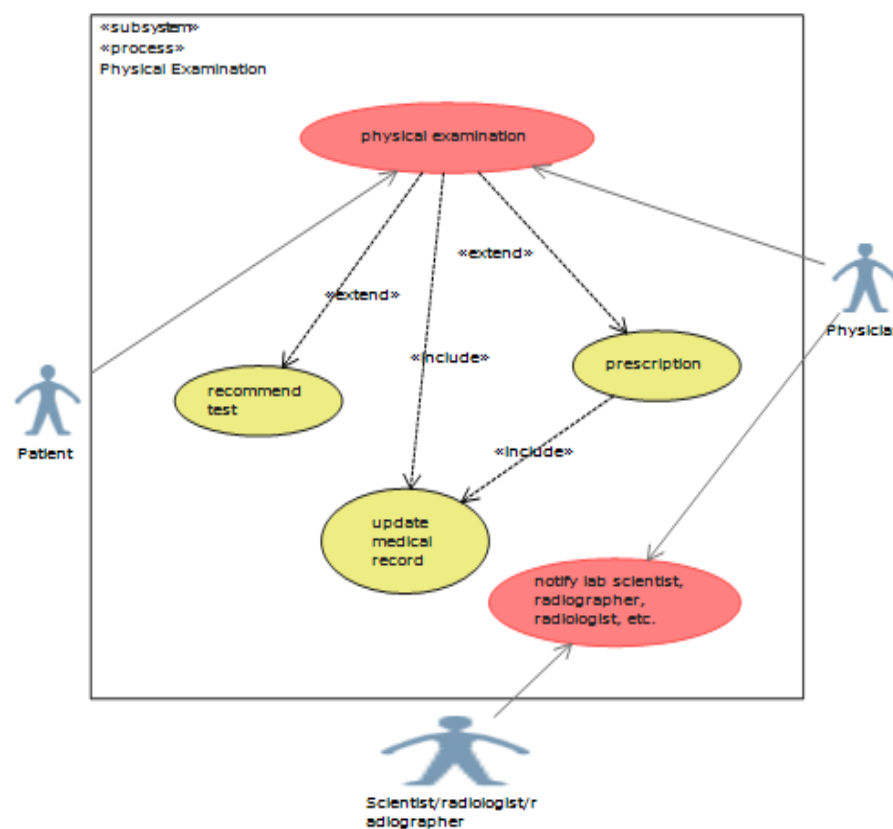 «subsystem»
«process»
Physical Examination
physical examination
«extend»
«extend»
Physicia
«include»
prescription
recommend
test
Patient
«include»
update
medical
record
notify lab scientist,
radiographer,
radiologist, etc.
Scientist/radiologist/r
adiographer